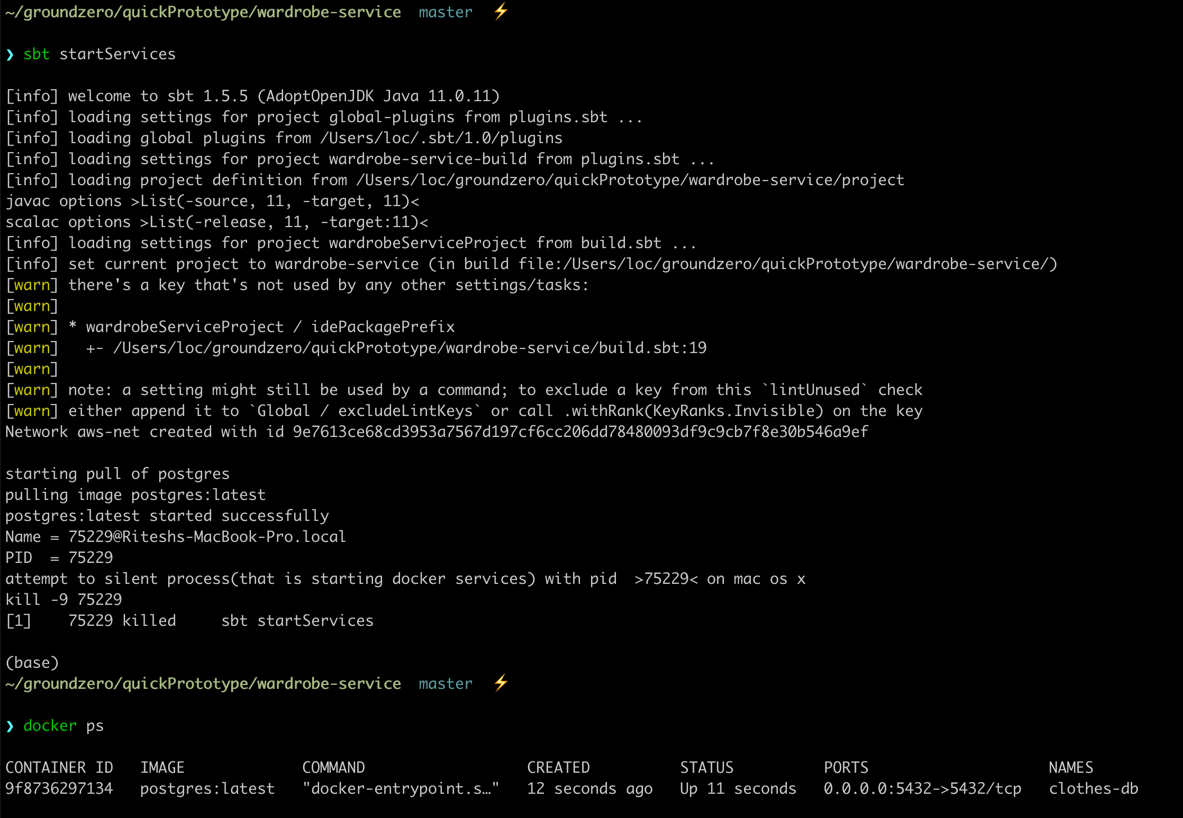 ~/groundzero/quickPrototype/wardrobe-service master ⚡
❯ sbt startServices
[info] welcome to sbt 1.5.5 (AdoptOpenJDK Java 11.0.11)
[info] loading settings for project global-plugins from plugins.sbt ...
[info] loading global plugins from /Users/loc/.sbt/1.0/plugins
[info] loading settings for project wardrobe-service-build from plugins.sbt ...
[info] loading project definition from /Users/loc/groundzero/quickPrototype/wardrobe-service/project
javac options >List(-source, 11, -target, 11)<
scalac options >List(-release, 11, -target:11)<
[info] loading settings for project wardrobeServiceProject from build.sbt ...
[info] set current project to wardrobe-service (in build file:/Users/loc/groundzero/quickPrototype/wardrobe-service/)
[warn] there's a key that's not used by any other settings/tasks:
[warn]
[warn] * wardrobeServiceProject / idePackagePrefix
[warn]   +- /Users/loc/groundzero/quickPrototype/wardrobe-service/build.sbt:19
[warn]
[warn] note: a setting might still be used by a command; to exclude a key from this `lintUnused` check
[warn] either append it to `Global / excludeLintKeys` or call .withRank(KeyRanks.Invisible) on the key
Network aws-net created with id 9e7613ce68cd3953a7567d197cf6cc206dd78480093df9c9cb7f8e30b546a9ef
starting pull of postgres
pulling image postgres:latest
postgres:latest started successfully
Name = 75229@Riteshs-MacBook-Pro.local
PID  = 75229
attempt to silent process(that is starting docker services) with pid  >75229< on mac os x
kill -9 75229
[1]    75229 killed     sbt startServices
(base)
~/groundzero/quickPrototype/wardrobe-service master ⚡
❯ docker ps
CONTAINER ID   IMAGE             COMMAND                  CREATED          STATUS          PORTS                    NAMES
9f8736297134   postgres:latest   "docker-entrypoint.s…"   12 seconds ago   Up 11 seconds   0.0.0.0:5432->5432/tcp   clothes-db